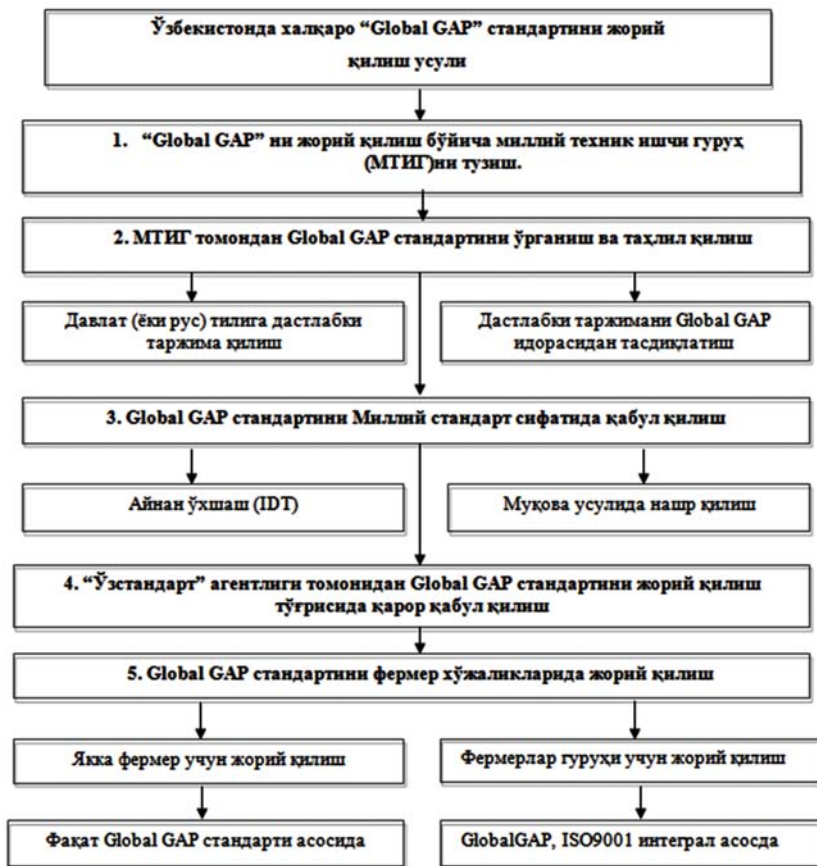 Ўзбекистонда халқаро “Global GAP” стандартини жорий
қилиш усули
1. “Global GAP” ни жорий қилиш бўйича миллий техник ишчи гуруҳ
(МТИГ)ни тузиш.
2. МТИГ томондан Global GAP стандартини ўрганиш ва таҳлил қилиш
Давлат (ёки рус) тилига дастлабки
таржима қилиш
Дастлабки таржимани Global GAP
идорасидан тасдиқлатиш
3. Global GAP стандартини Миллий стандарт сифатида қабул қилиш
Айнан ўхшаш (IDT)
Муқова усулида нашр қилиш
4. “Ўзстандарт” агентлиги томонидан Global GAP стандартини жорий қилиш
тўғрисида қарор қабул қилиш
5. Global GAP стандартини фермер хўжаликларида жорий қилиш
Якка фермер учун жорий қилиш
Фермерлар гуруҳи учун жорий қилиш
Фақат Global GAP стандарти асосида
GlobalGAP, ISO9001 интеграл асосда